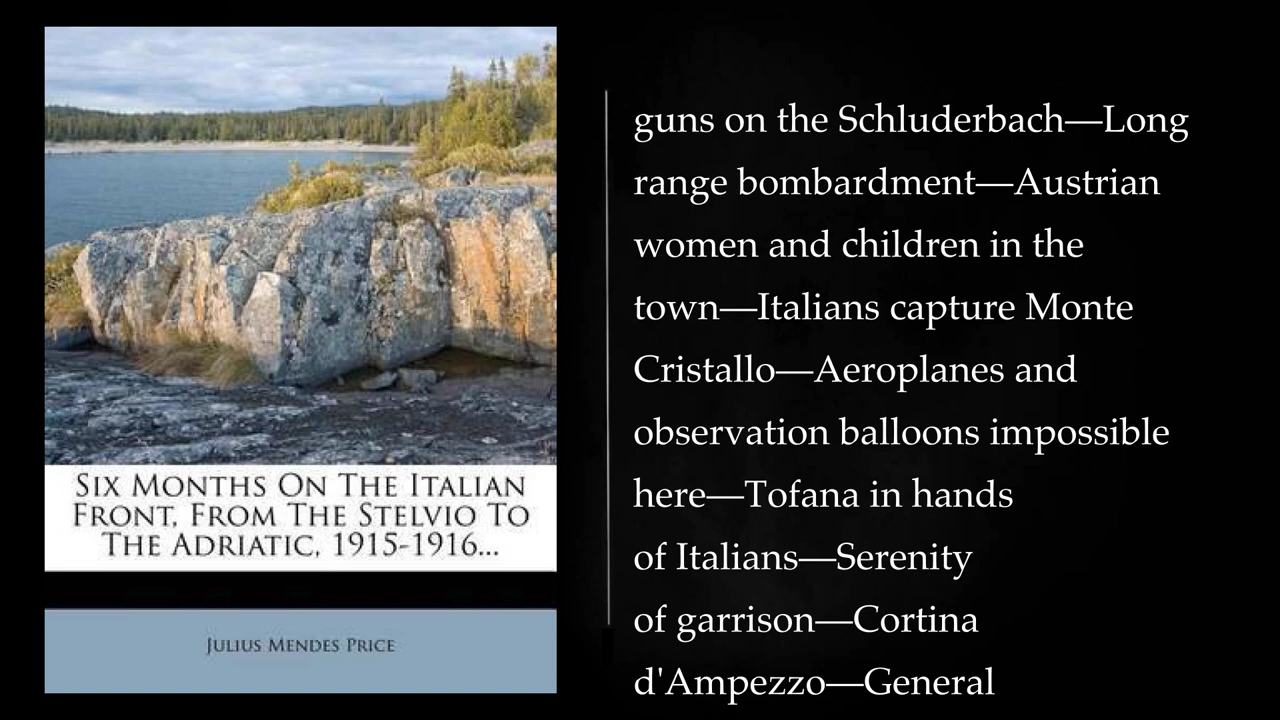 Six Months On The Italian
Front, From The Stelvio To
The Adriatic, 1915-1916...
Julius Mendes Price
guns on the Schluderbach—Long
range bombardment—Austrian
women and children in the
town—Italians capture Monte
Cristallo—Aeroplanes and
observation balloons impossible
here—Tofana in hands
of Italians—Serenity
of garrison—Cortina
d'Ampezzo—General